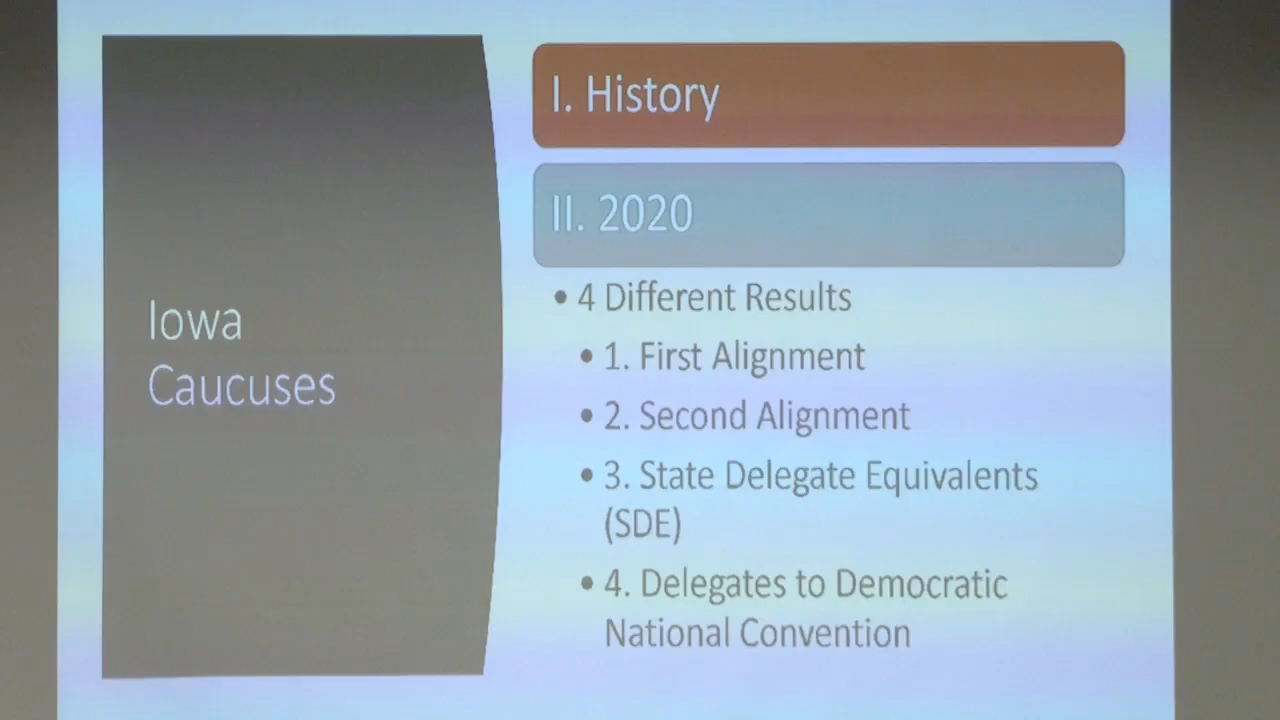 Iowa
Caucuses
I. History
II. 2020
• 4 Different Results
• 1. First Alignment
• 2. Second Alignment
• 3. State Delegate Equivalents
(SDE)
• 4. Delegates to Democratic
National Convention